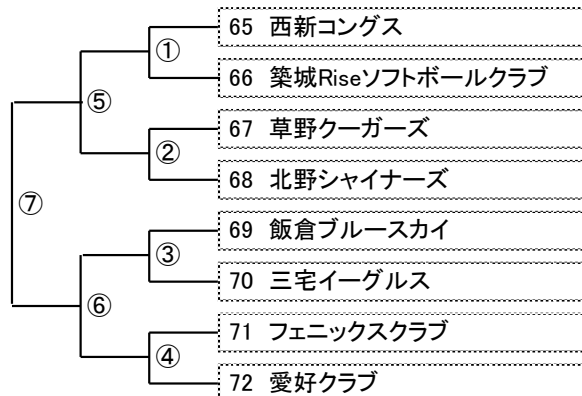 65 西新コングス
①
66 築城Riseソフトボールクラブ
⑤
67 草野クーガーズ
②
68 北野シャイナーズ
⑦
69 飯倉ブルースカイ
③
70 三宅イーグルス
⑥
71 フェニックスクラブ
④
72 愛好クラブ